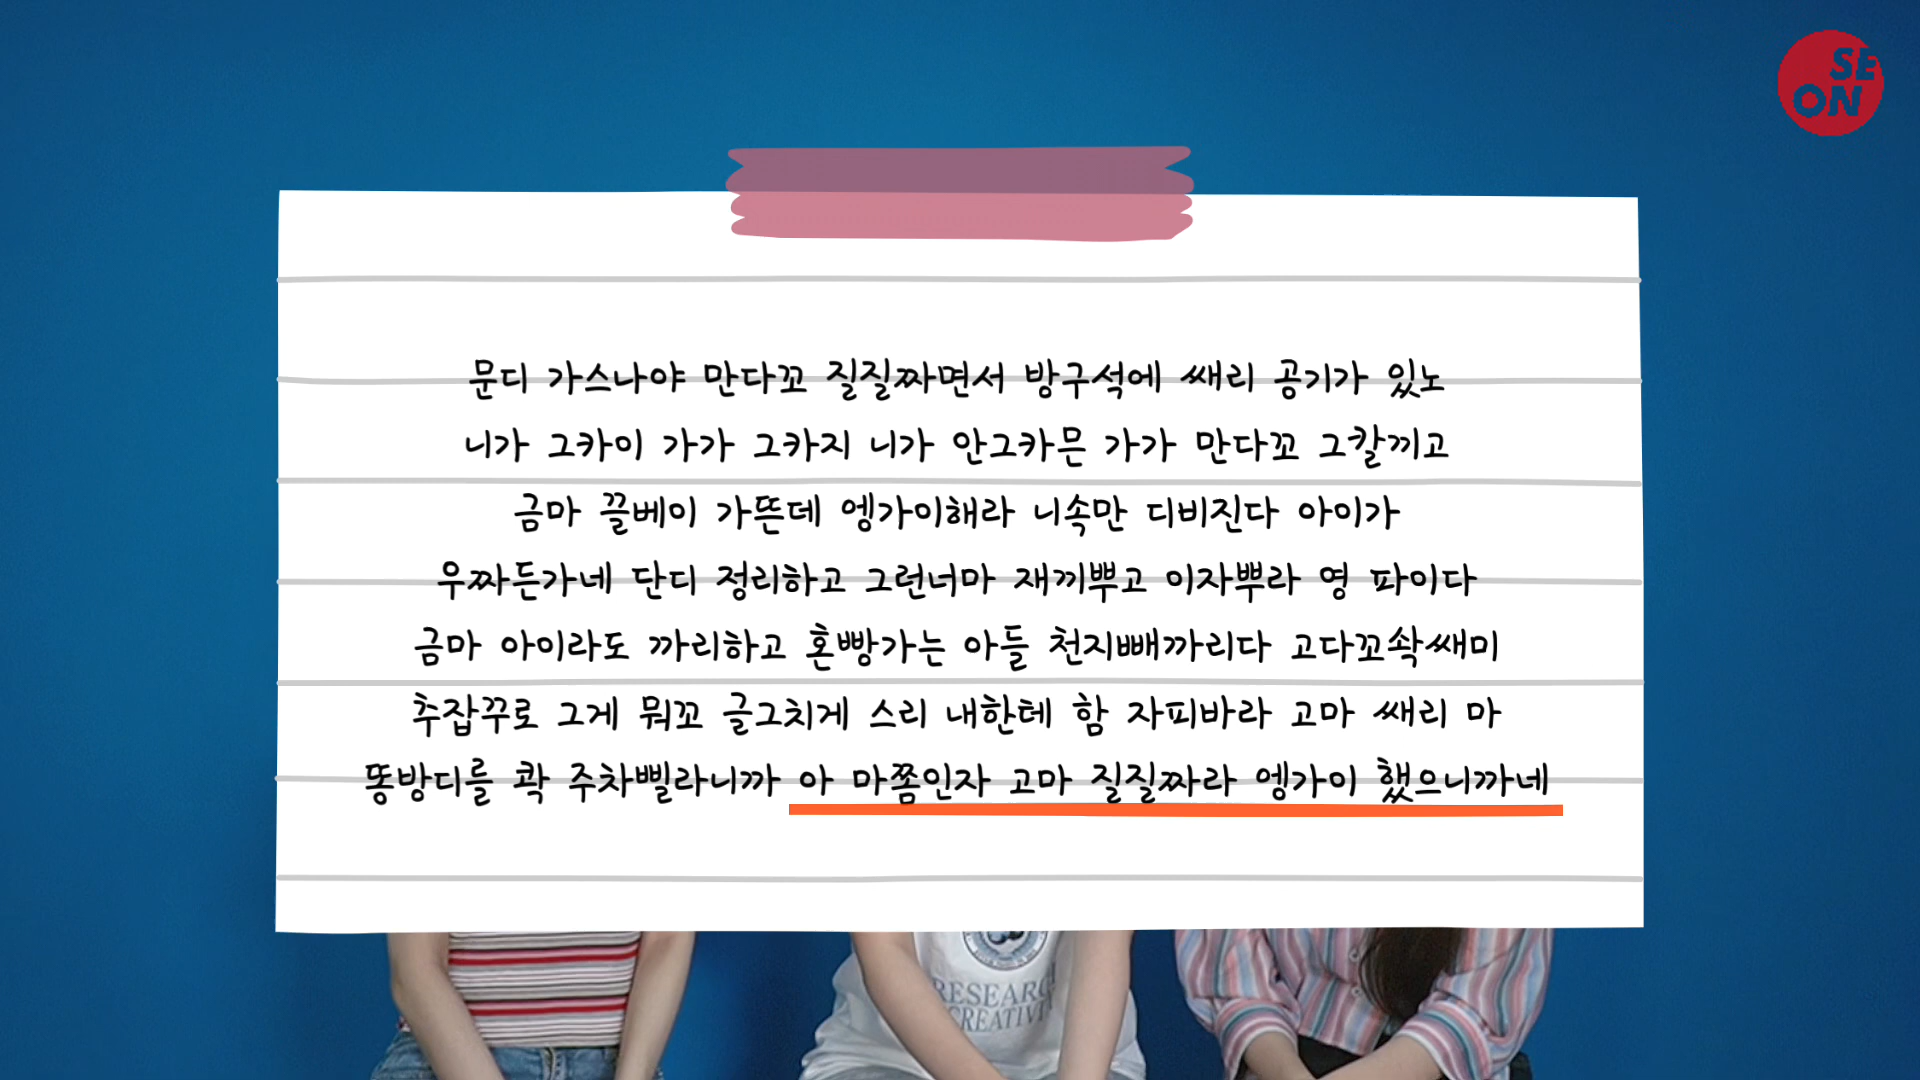 SE
ON
문디 가스나야 만다꼬 질질짜면서 방구석에 쌔리 공기가 있노
니가 그카이 가가 그카지 니가 안그카믄 가가 만다꼬 그칼끼고
금마 끌베이 가뜬데 엥가이해라 니속만 디비진다 아이가
우짜든가네 단디 정리하고 그런너마 재끼뿌고 이자뿌라 영 파이다
금마 아이라도 까리하고 혼빵가는 아들 천지빼까리다 고다꼬솩쌔미
추잡꾸로 그게 뭐꼬 글그치게 스리 내한테 함 자피바라 고마 쌔리 마
똥방디를 콱 주차삘라니까 아 마쫌인자 고마 질질짜라 엥가이 했으니까네
RESEARC
CREATIVI